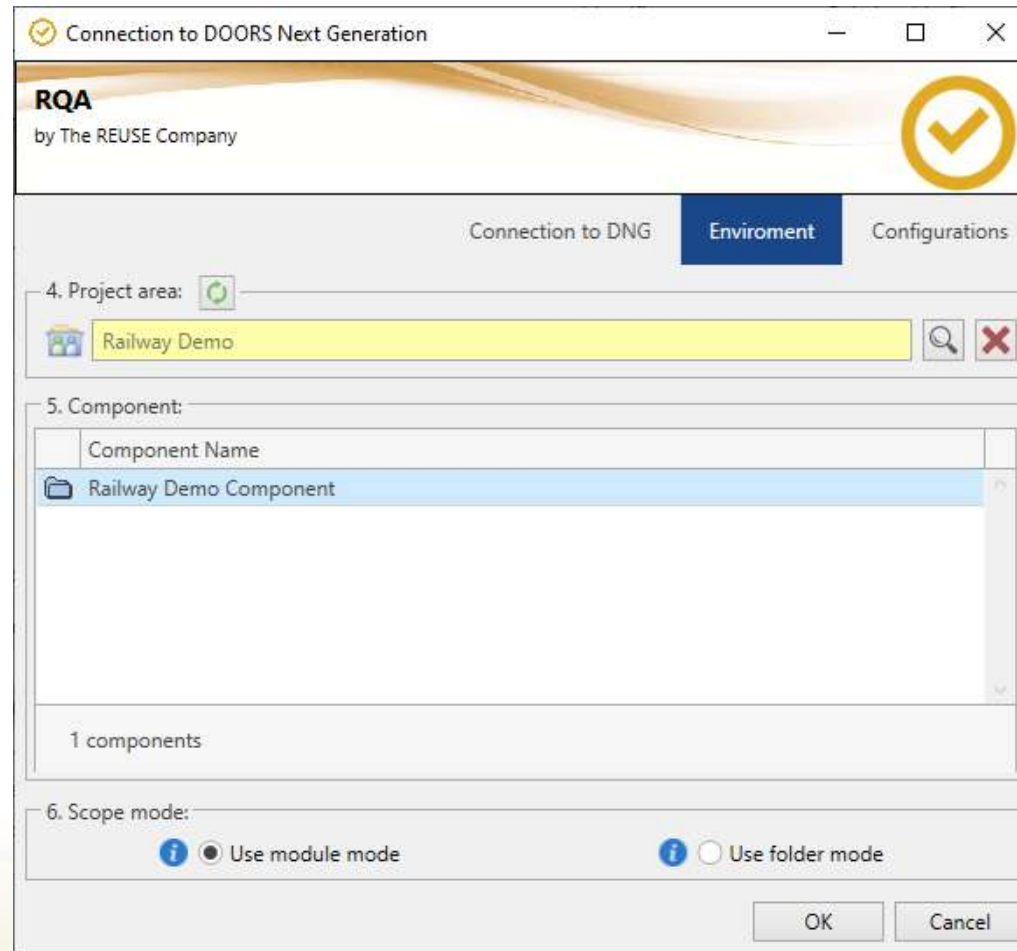 Connection to DOORS Next Generation
RQA
by The REUSE Company
Connection to DNG Enviroment Configurations
4. Project area:
Railway Demo
5. Component:
Component Name
Railway Demo Component
1 components
6. Scope mode:
Use module mode Use folder mode
OK Cancel